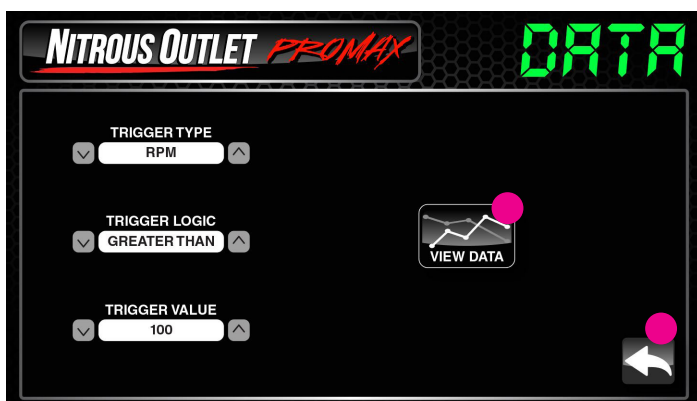 NITROUS OUTLET PROMAX
DATA
TRIGGER TYPE
RPM
TRIGGER LOGIC
GREATER THAN
TRIGGER VALUE
100
VIEW DATA